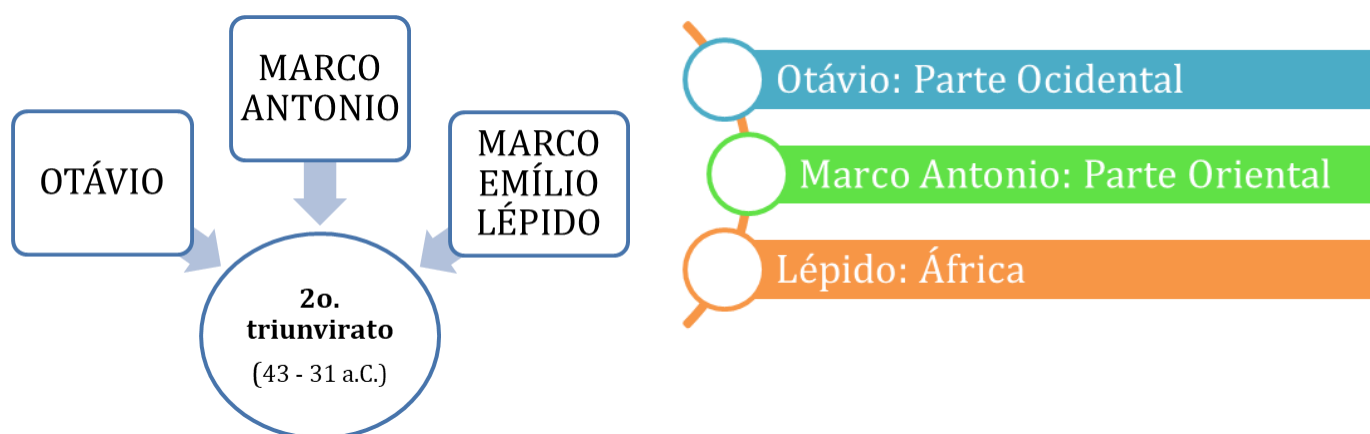 OTÁVIO
MARCO
ANTONIO
MARCO
EMÍLIO
LÉPIDO
2o.
triunvirato
(43 - 31 a.C.)
Otávio: Parte Ocidental
Marco Antonio: Parte Oriental
Lépido: África